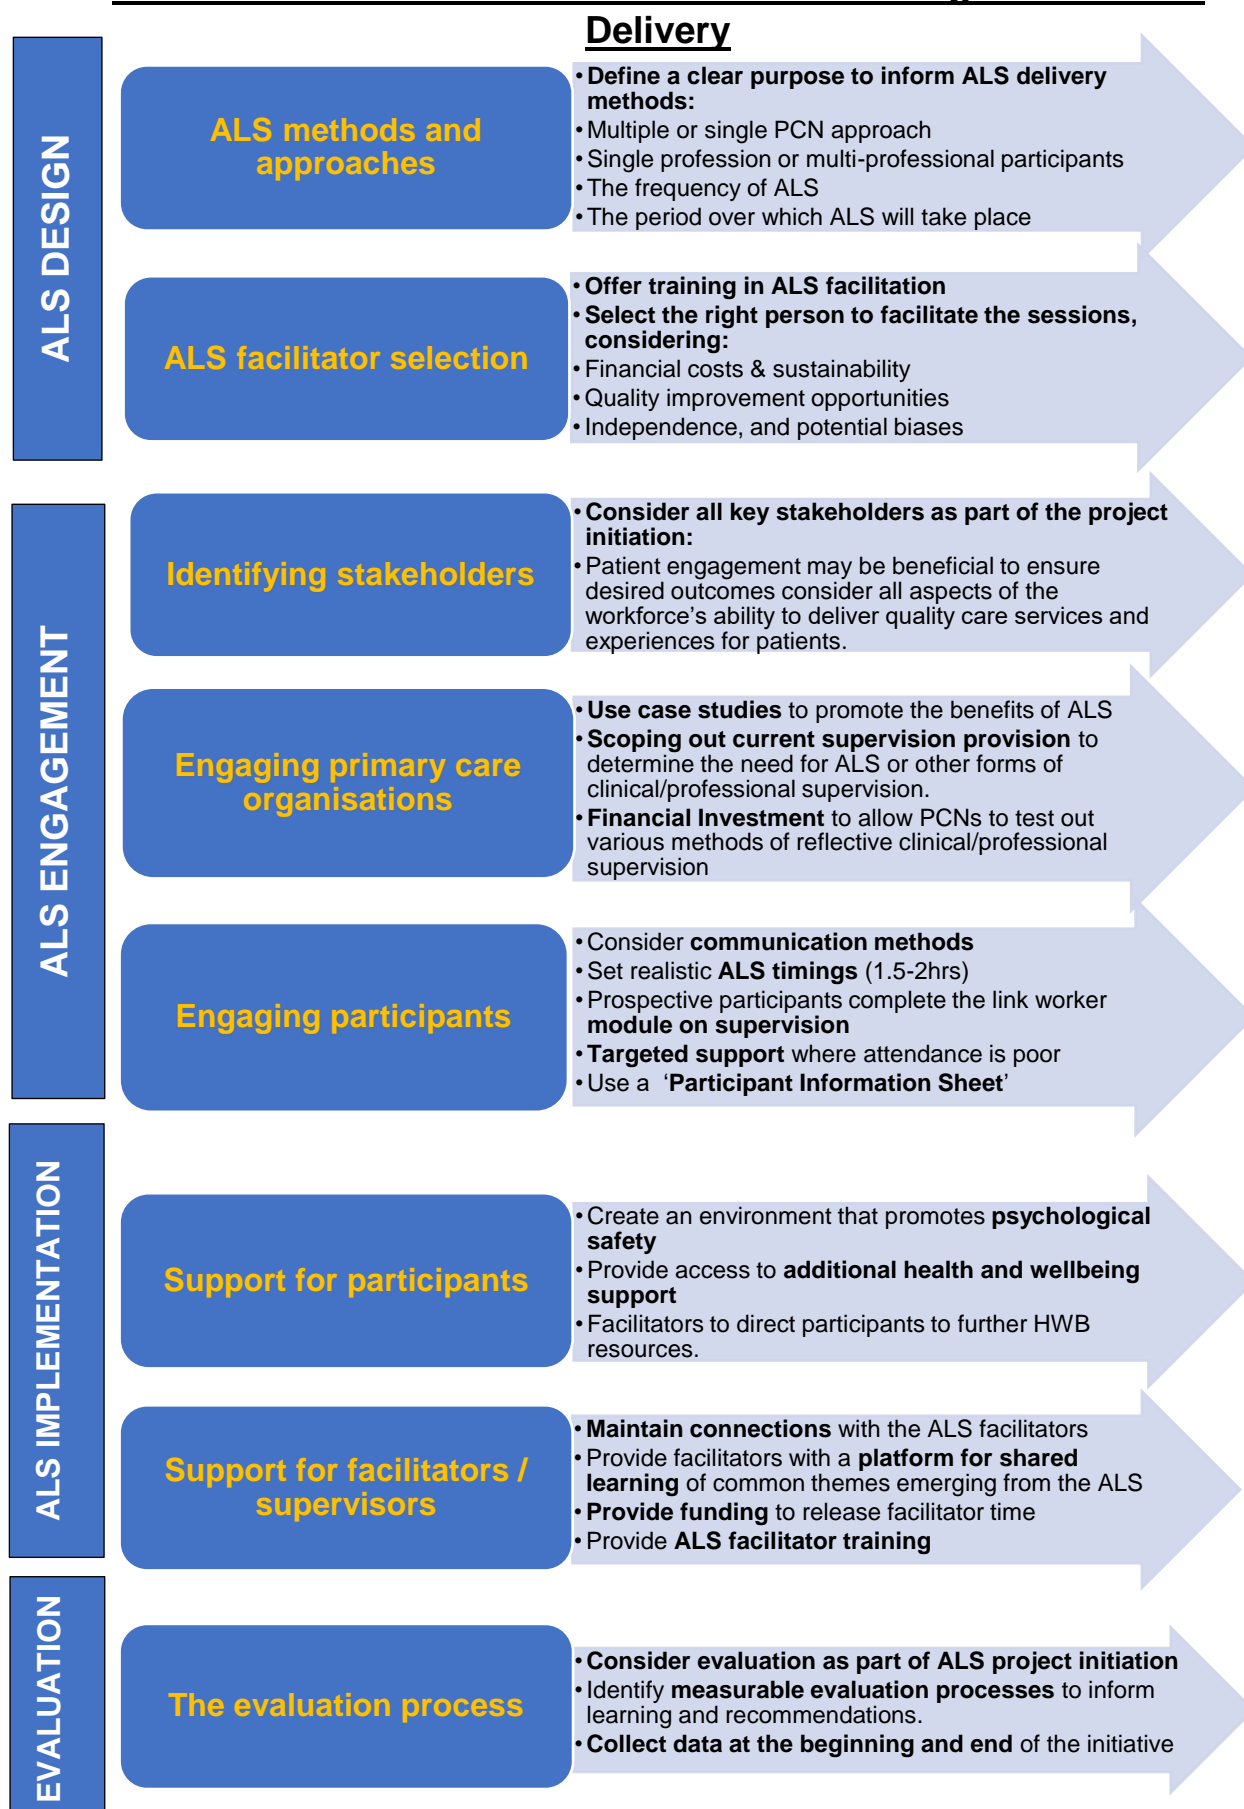 Delivery
ALS DESIGN
ALS methods and
approaches
• Define a clear purpose to inform ALS delivery
methods:
• Multiple or single PCN approach
• Single profession or multi-professional participants
• The frequency of ALS
• The period over which ALS will take place
ALS facilitator selection
• Offer training in ALS facilitation
• Select the right person to facilitate the sessions,
considering:
• Financial costs & sustainability
• Quality improvement opportunities
• Independence, and potential biases
ALS ENGAGEMENT
Identifying stakeholders
• Consider all key stakeholders as part of the project
initiation:
• Patient engagement may be beneficial to ensure
desired outcomes consider all aspects of the
workforce’s ability to deliver quality care services and
experiences for patients.
Engaging primary care
organisations
• Use case studies to promote the benefits of ALS
• Scoping out current supervision provision to
determine the need for ALS or other forms of
clinical/professional supervision.
• Financial Investment to allow PCNs to test out
various methods of reflective clinical/professional
supervision
Engaging participants
• Consider communication methods
• Set realistic ALS timings (1.5-2hrs)
• Prospective participants complete the link worker
module on supervision
• Targeted support where attendance is poor
• Use a ‘Participant Information Sheet’
ALS IMPLEMENTATION
Support for participants
• Create an environment that promotes psychological
safety
• Provide access to additional health and wellbeing
support
• Facilitators to direct participants to further HWB
resources.
Support for facilitators /
supervisors
• Maintain connections with the ALS facilitators
• Provide facilitators with a platform for shared
learning of common themes emerging from the ALS
• Provide funding to release facilitator time
• Provide ALS facilitator training
EVALUATION
The evaluation process
• Consider evaluation as part of ALS project initiation
• Identify measurable evaluation processes to inform
learning and recommendations.
• Collect data at the beginning and end of the initiative